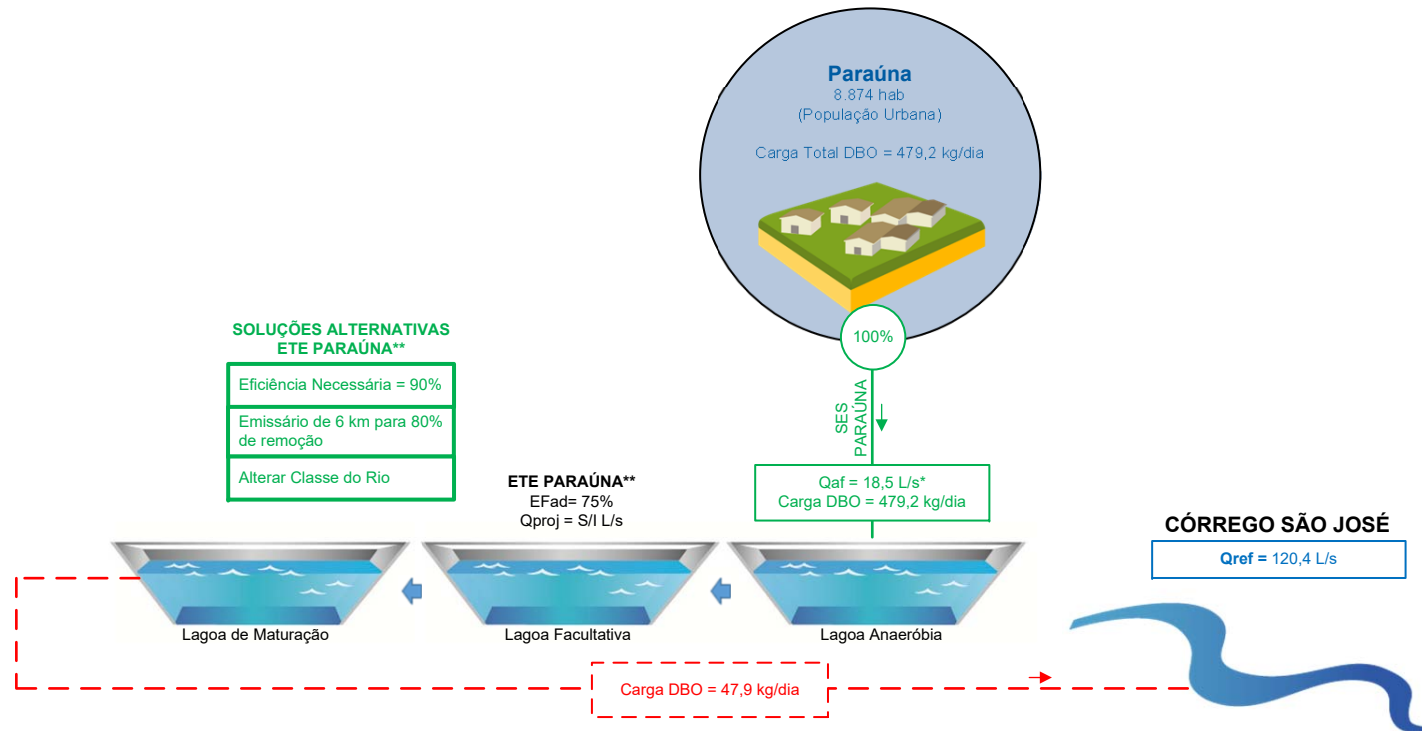 Paraúna
8.874 hab
(População Urbana)
Carga Total DBO = 479,2 kg/dia
100%
SES
PARAÚNA
SOLUÇÕES ALTERNATIVAS
ETE PARAÚNA**
Eficiência Necessária = 90%
Emissário de 6 km para 80%
de remoção
Alterar Classe do Rio
ETE PARAÚNA**
EFad= 75%
Qproj = S/I L/s
Qaf = 18,5 L/s*
Carga DBO = 479,2 kg/dia
CÓRREGO SÃO JOSÉ
Qref = 120,4 L/s
Lagoa de Maturação
Lagoa Facultativa
Lagoa Anaeróbia
Carga DBO = 47,9 kg/dia